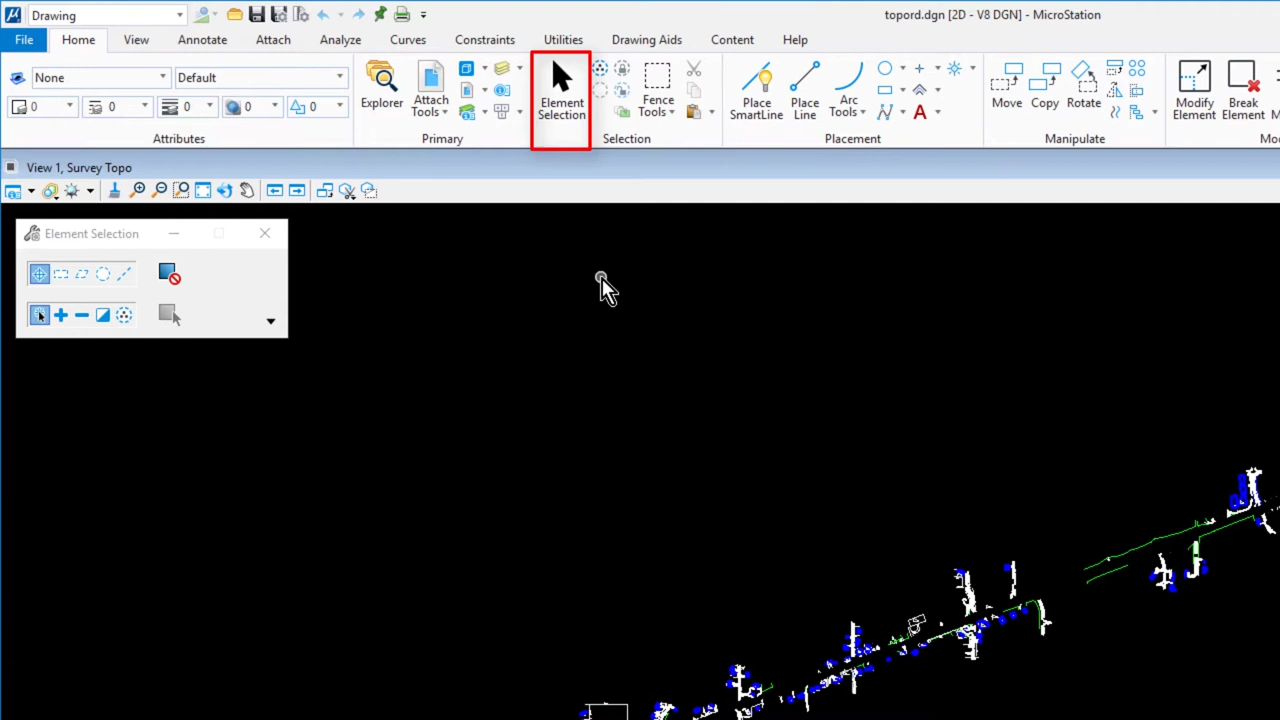 Drawing
topord.dgn [2D - V8 DGN] - MicroStation
File Home View Annotate Attach Analyze Curves Constraints Utilities Drawing Aids Content Help
None Default
0 0 0 0 0
Explorer
Attach
Tools
Element
Selection
Fence
Tools
Place
SmartLine
Place
Line
Arc
Tools
Move Copy Rotate
Modify
Element
Break
Element
Attributes Primary Selection Placement Manipulate
View 1, Survey Topo
Element Selection